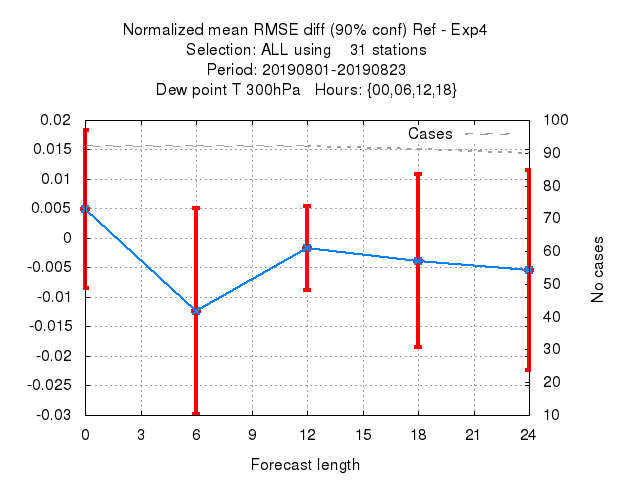 Normalized mean RMSE diff (90% conf) Ref - Exp4
Selection: ALL using    31 stations
Period: 20190801-20190823
Dew point T 300hPa   Hours: {00,06,12,18}
Cases
0.02
0.015
0.01
0.005
0
-0.005
-0.01
-0.015
-0.02
-0.025
-0.03
100
90
80
70
60
50
40
30
20
10
No cases
0 3 6 9 12 15 18 21 24
Forecast length